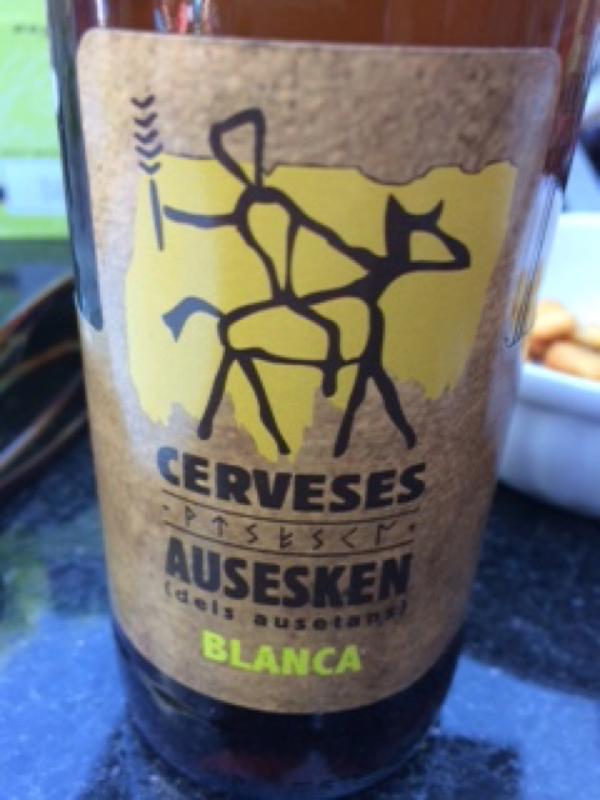 CERVESES
AUSESKEN
(dels ausetans)
BLANCA